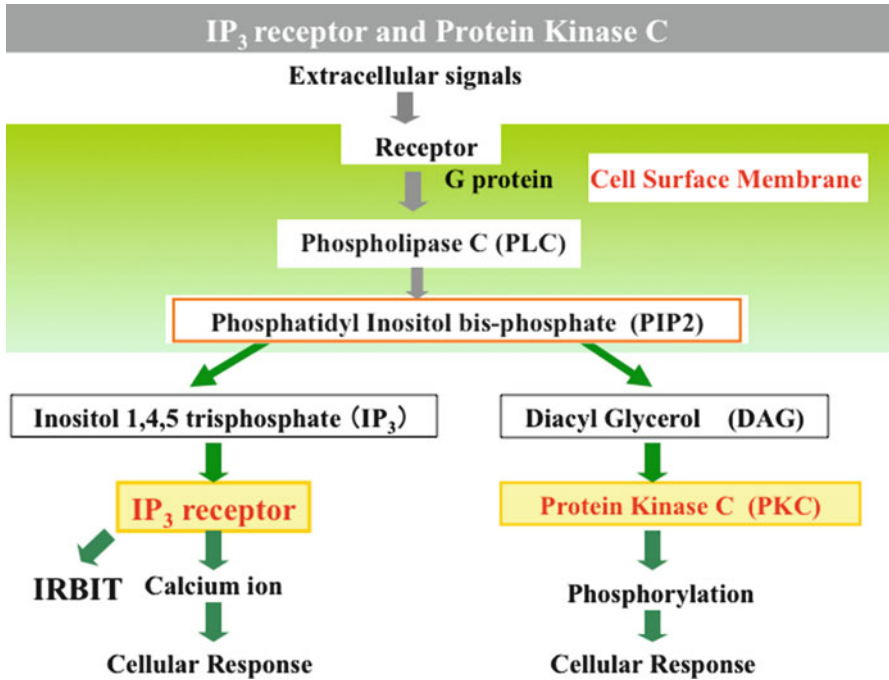 IP₃ receptor and Protein Kinase C
Extracellular signals
Receptor
G protein
Cell Surface Membrane
Phospholipase C (PLC)
Phosphatidyl Inositol bis-phosphate (PIP2)
Inositol 1,4,5 trisphosphate (IP₃)
Diacyl Glycerol (DAG)
IP₃ receptor
Protein Kinase C (PKC)
IRBIT
Calcium ion
Phosphorylation
Cellular Response
Cellular Response